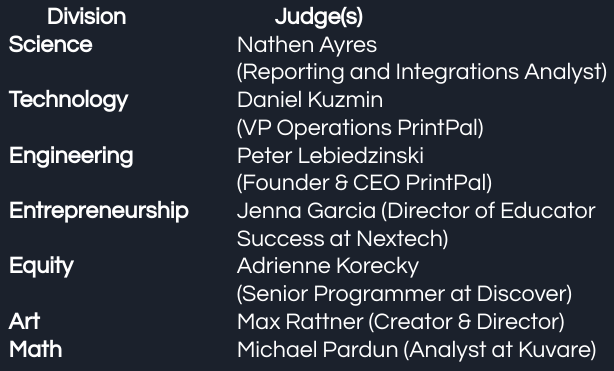 Division Judge(s)
Science Nathen Ayres
(Reporting and Integrations Analyst)
Technology Daniel Kuzmin
(VP Operations PrintPal)
Engineering Peter Lebiedzinski
(Founder & CEO PrintPal)
Entrepreneurship Jenna Garcia (Director of Educator
Success at Nextech)
Equity Adrienne Korecky
(Senior Programmer at Discover)
Art Max Rattner (Creator & Director)
Math Michael Pardun (Analyst at Kuvare)